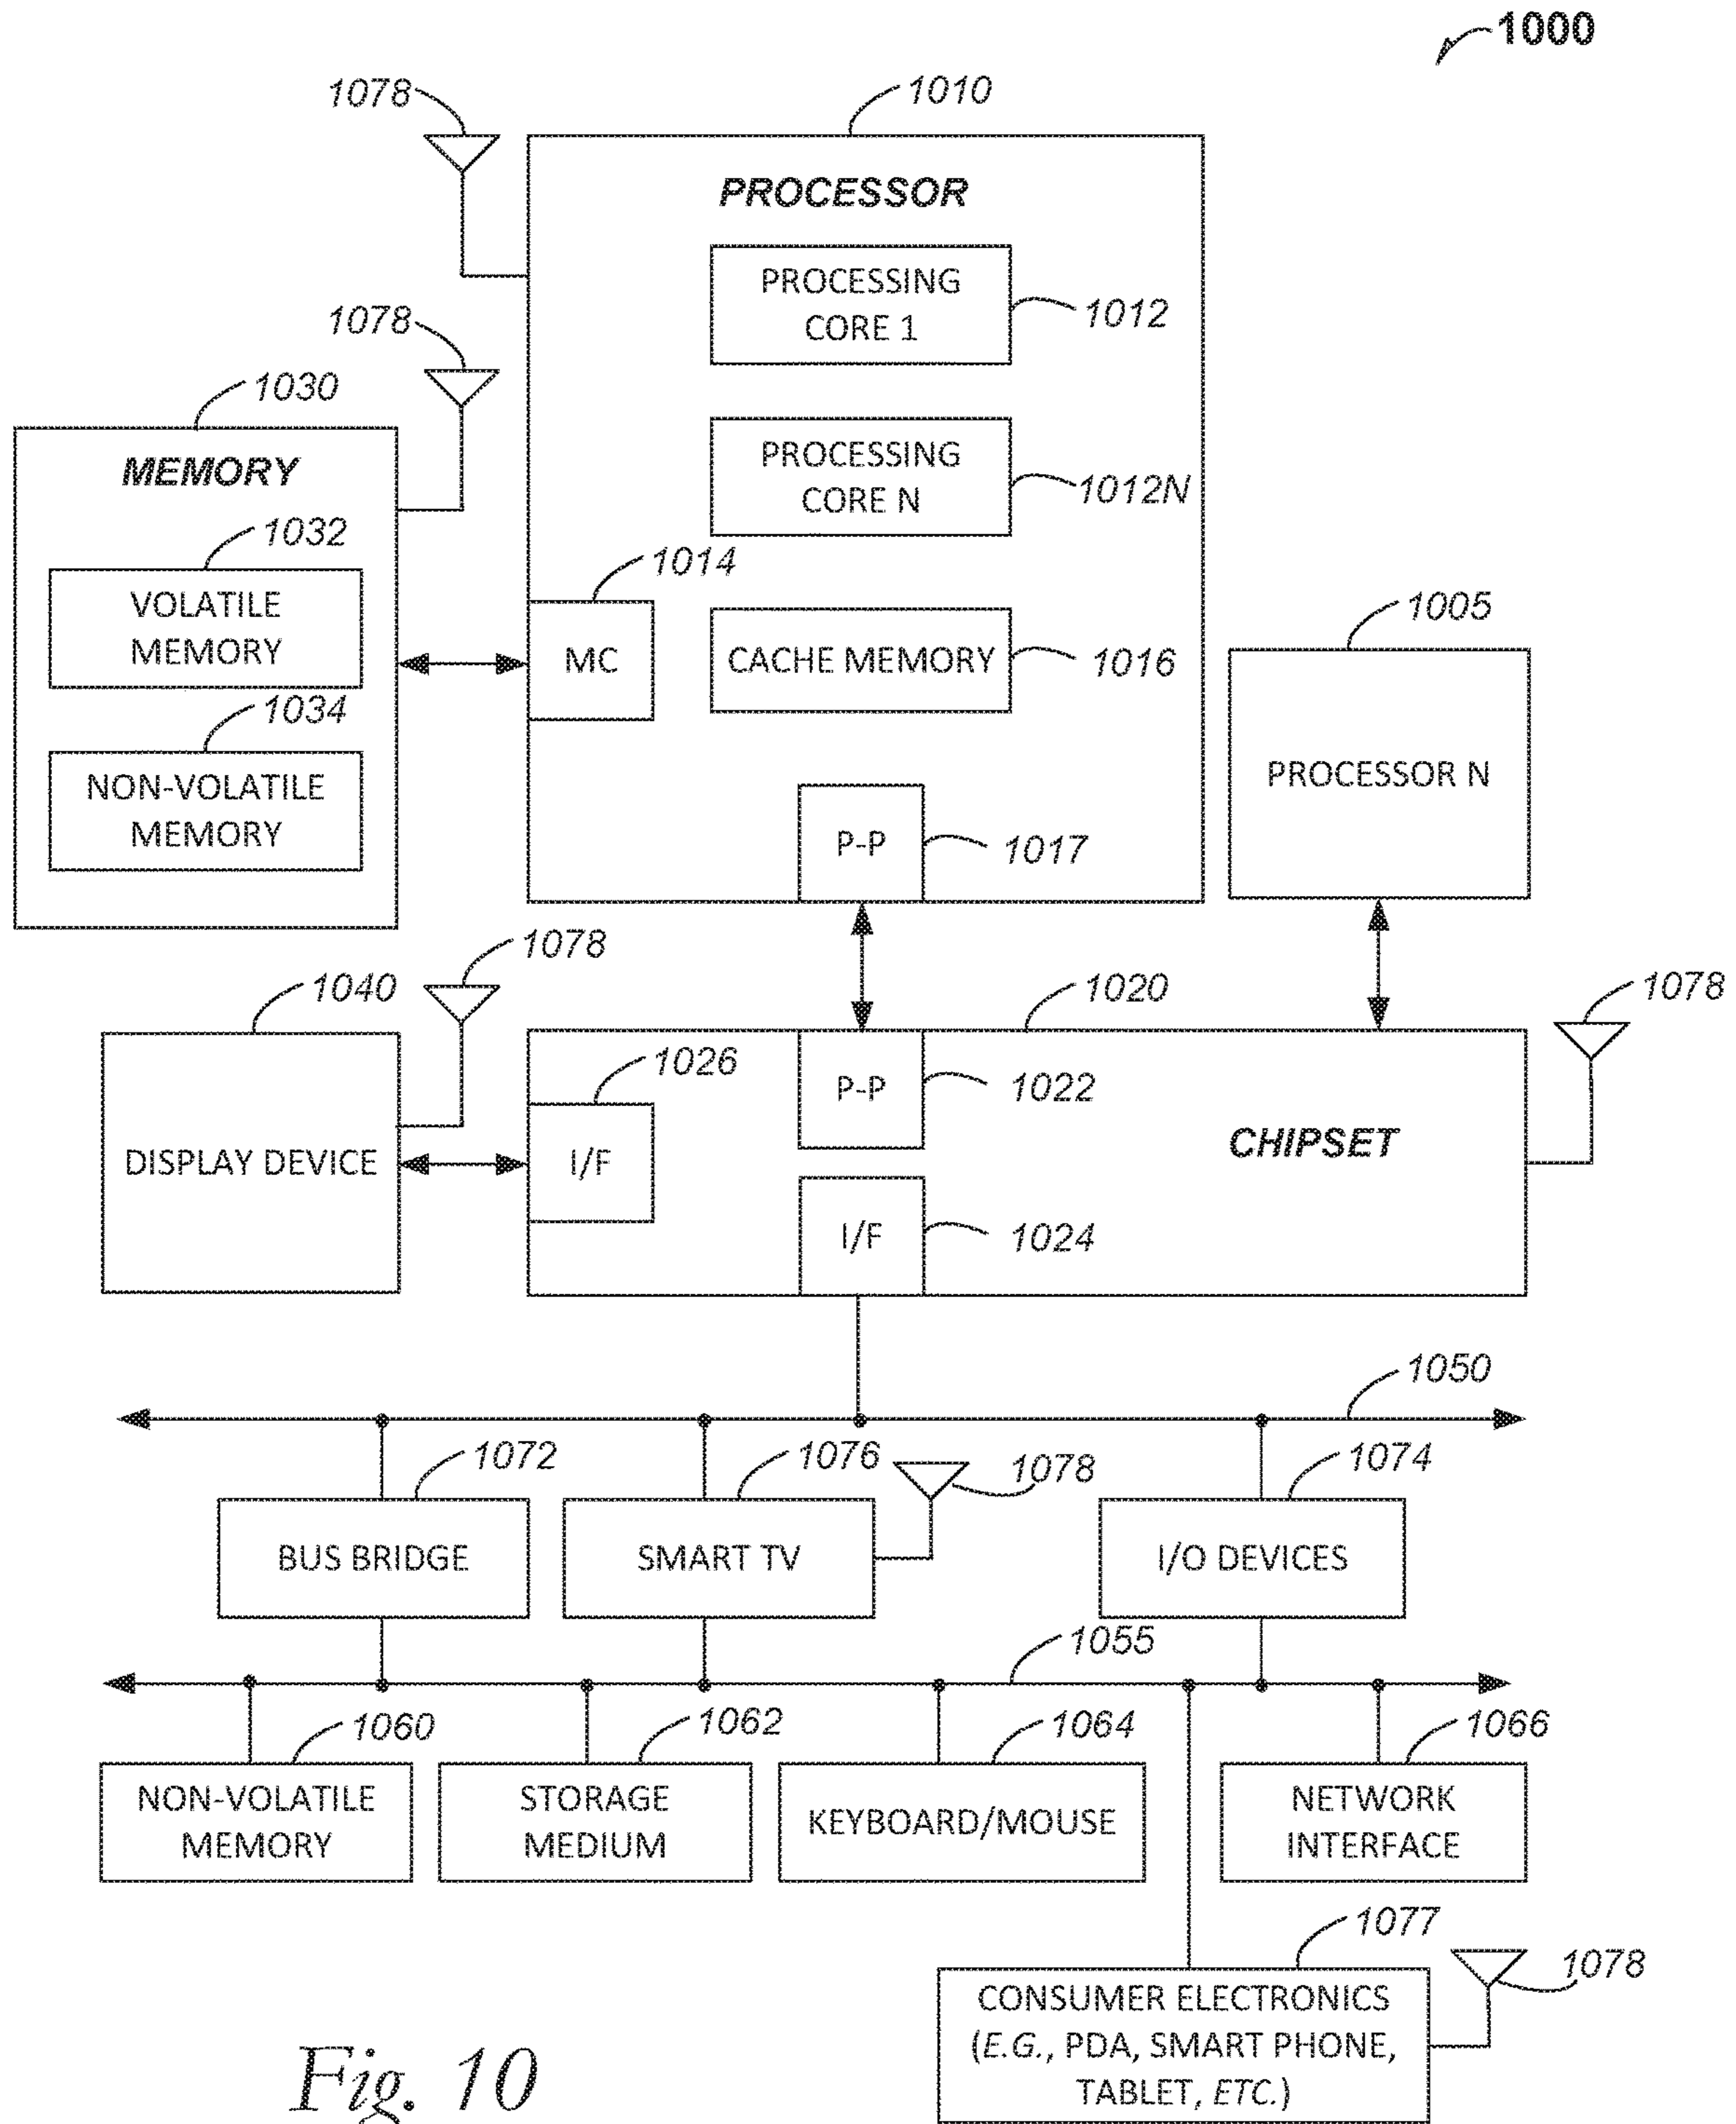 1000
1078
1010
PROCESSOR
PROCESSING
CORE 1
1012
1078
1030
MEMORY
PROCESSING
CORE N
1012N
1032
VOLATILE
MEMORY
1014
MC
CACHE MEMORY
1016
1005
PROCESSOR N
1034
NON-VOLATILE
MEMORY
P-P
1017
1078
1040
DISPLAY DEVICE
1020
1078
1026
I/F
P-P
1022
CHIPSET
I/F
1024
1050
1072
BUS BRIDGE
1076
SMART TV
1078
1074
I/O DEVICES
1055
1060
NON-VOLATILE
MEMORY
1062
STORAGE
MEDIUM
1064
KEYBOARD/MOUSE
1066
NETWORK
INTERFACE
1077
CONSUMER ELECTRONICS
(E.G., PDA, SMART PHONE,
TABLET, ETC.)
1078
Fig. 10